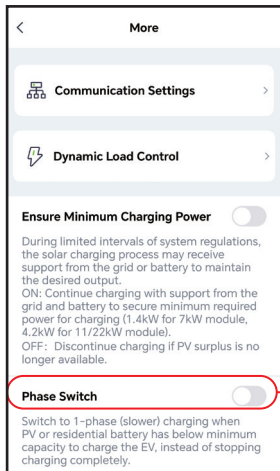 More
Communication Settings
Dynamic Load Control
Ensure Minimum Charging Power
During limited intervals of system regulations,
the solar charging process may receive
support from the grid or battery to maintain
the desired output.
ON: Continue charging with support from the
grid and battery to secure minimum required
power for charging (1.4kW for 7kW module,
4.2kW for 11/22kW module).
OFF: Discontinue charging if PV surplus is no
longer available.
Phase Switch
Switch to 1-phase (slower) charging when
PV or residential battery has below minimum
capacity to charge the EV, instead of stopping
charging completely.